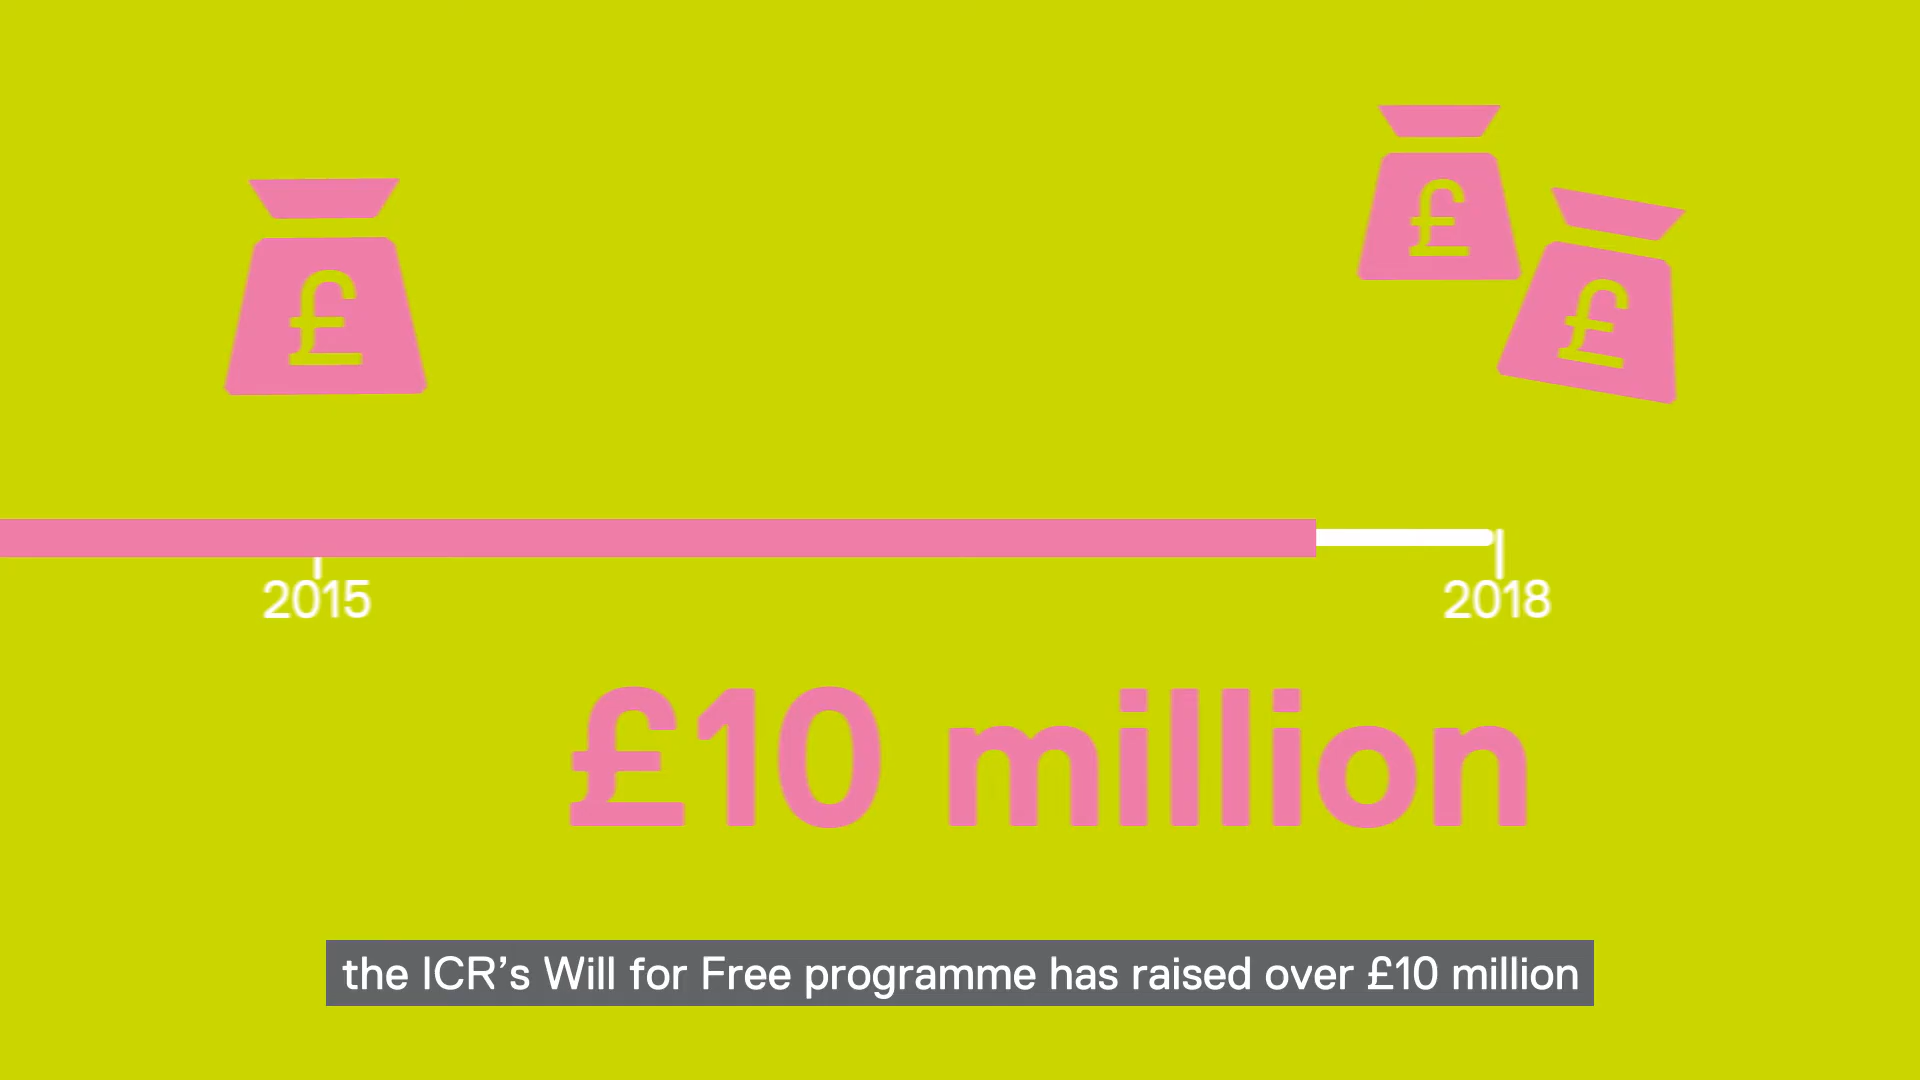 £
£
£
2015
2018
£10 million
the ICR’s Will for Free programme has raised over £10 million